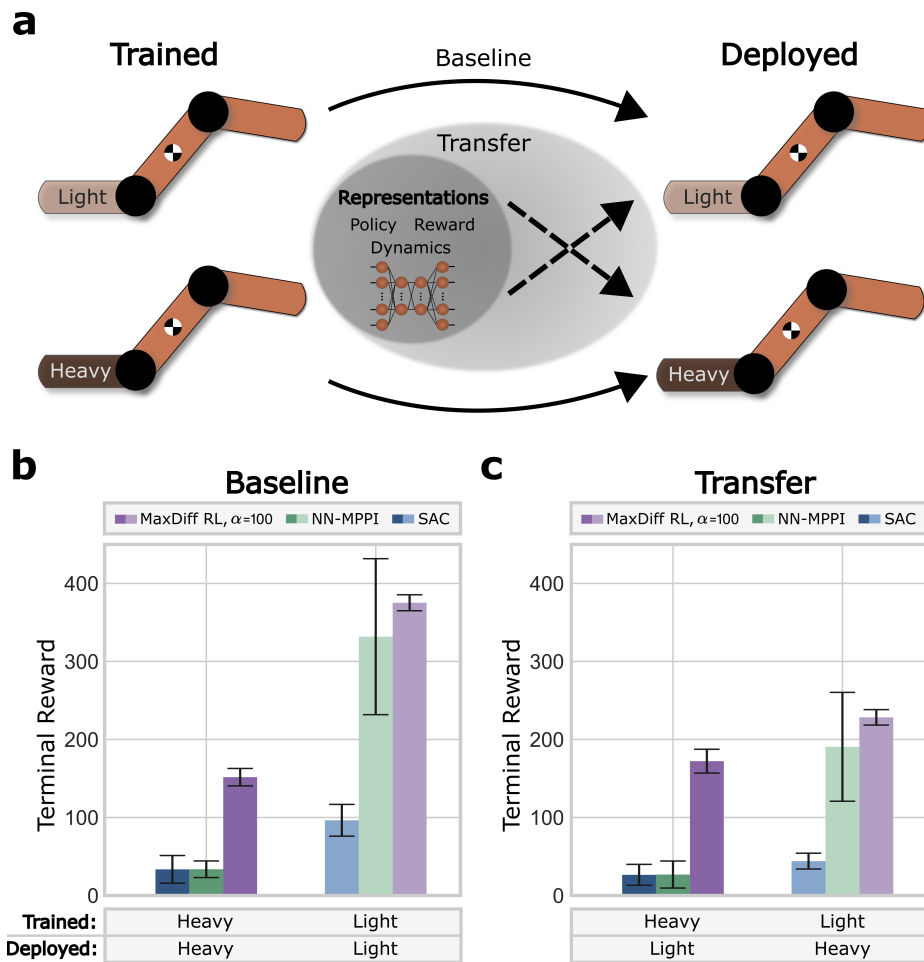 a
Trained
Baseline
Deployed
Transfer
Light
Representations
Policy Reward
Dynamics
Light
Heavy
Heavy
b
Baseline
MaxDiff RL, α=100 NN-MPPI SAC
Terminal Reward
400
300
200
100
0
Trained: Heavy Light
Deployed: Heavy Light
c
Transfer
MaxDiff RL, α=100 NN-MPPI SAC
Terminal Reward
400
300
200
100
0
Heavy Light
Light Heavy